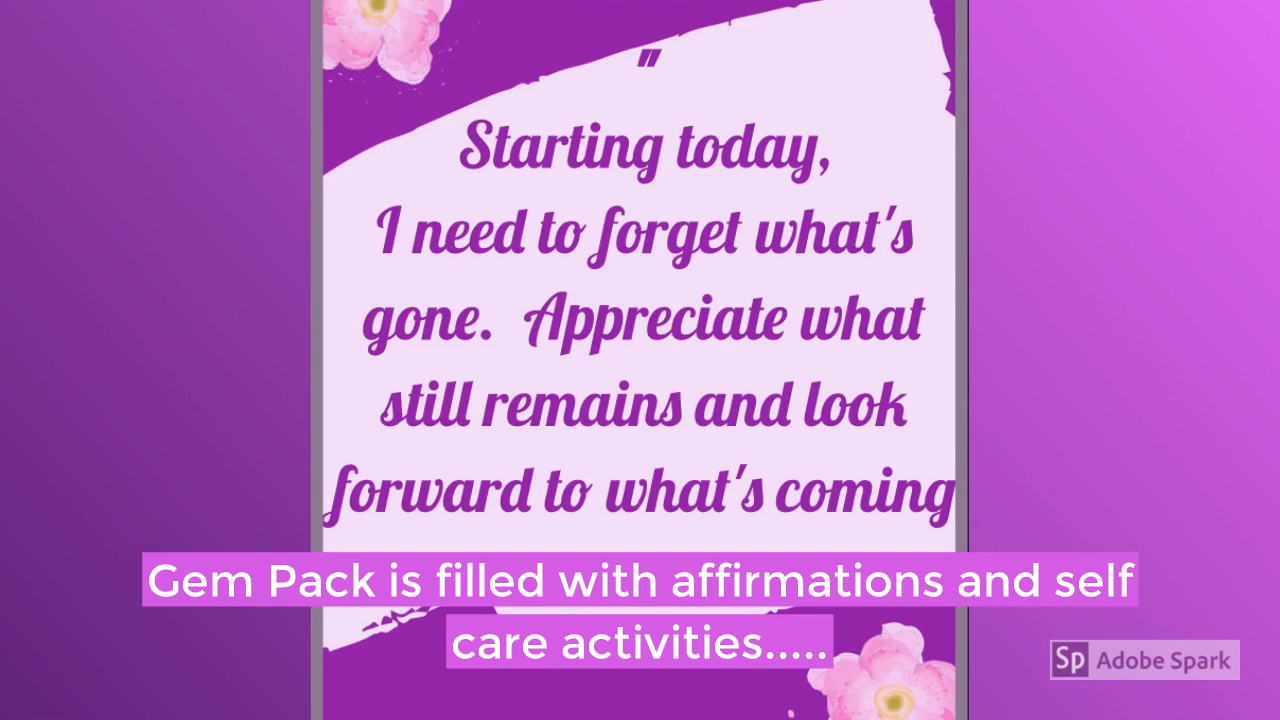 "
Starting today,
I need to forget what's
gone. Appreciate what
still remains and look
forward to what's coming
Gem Pack is filled with affirmations and self
care activities.....
Sp Adobe Spark